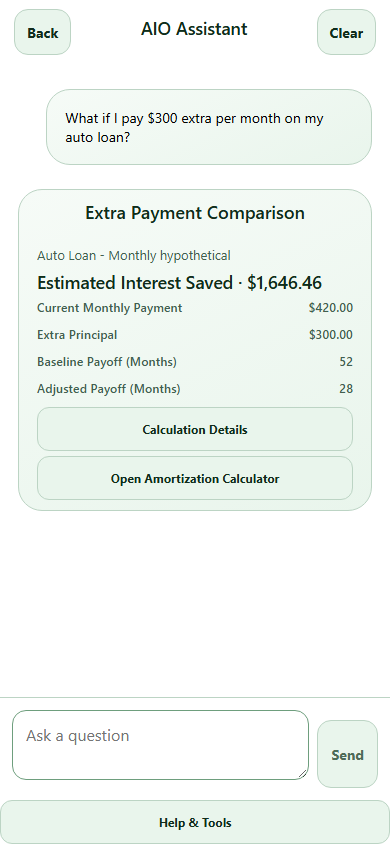 Back
AIO Assistant
Clear
What if I pay $300 extra per month on my
auto loan?
Extra Payment Comparison
Auto Loan - Monthly hypothetical
Estimated Interest Saved · $1,646.46
Current Monthly Payment $420.00
Extra Principal $300.00
Baseline Payoff (Months) 52
Adjusted Payoff (Months) 28
Calculation Details
Open Amortization Calculator
Ask a question
Send
Help & Tools